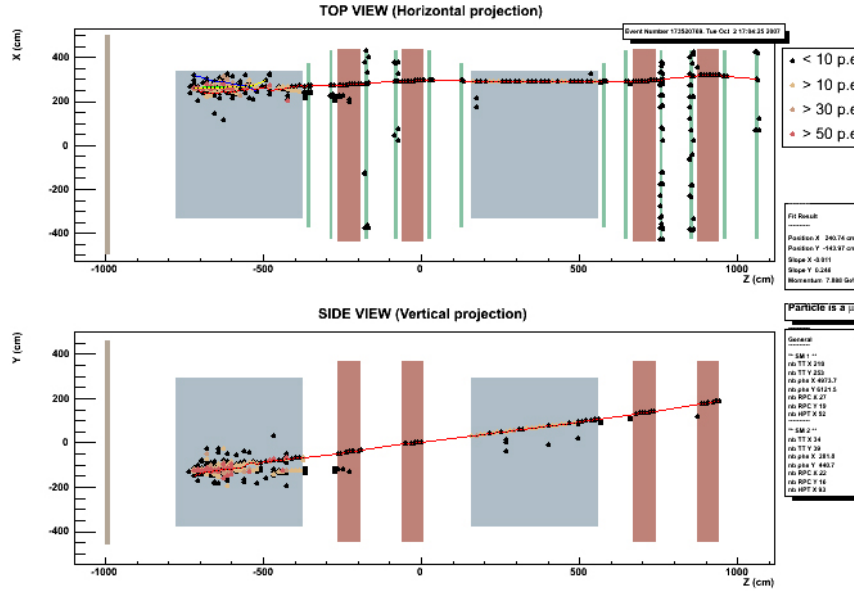 TOP VIEW (Horizontal projection)
Event Number 173520769. Tue Oct 2 17:04:25 2007
X (cm)
400
200
0
-200
-400
-1000
-500
0
500
1000
Z (cm)
< 10 p.e
> 10 p.e
> 30 p.e
> 50 p.e
Fit Result
Position X 240.74 cm
Position Y -143.97 cm
Slope X -0.011
Slope Y 0.248
Momentum 7.888 GeV
SIDE VIEW (Vertical projection)
Particle is a μ
Y (cm)
400
200
0
-200
-400
-1000
-500
0
500
1000
Z (cm)
General
** SM 1 **
nb TT X 218
nb TT Y 253
nb phe X 4973.7
nb phe Y 6121.5
nb RPC X 27
nb RPC Y 19
nb HPT X 52
** SM 2 **
nb TT X 34
nb TT Y 39
nb phe X 281.8
nb phe Y 440.7
nb RPC X 22
nb RPC Y 16
nb HPT X 93